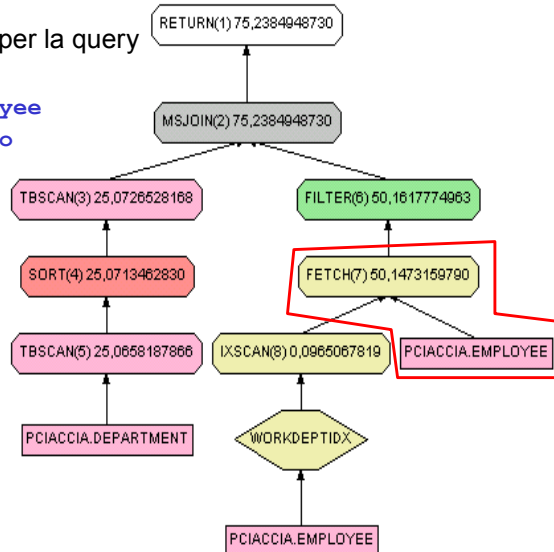 RETURN(1) 75,2384948730
per la query
yee
o
MSJOIN(2) 75,2384948730
TBSCAN(3) 25,0726528168
FILTER(6) 50,1617774963
SORT(4) 25,0713462830
FETCH(7) 50,1473159790
TBSCAN(5) 25,0658187866
IXSCAN(8) 0,0965067819
PCIACCIA.EMPLOYEE
PCIACCIA.DEPARTMENT
WORKDEPTIDX
PCIACCIA.EMPLOYEE